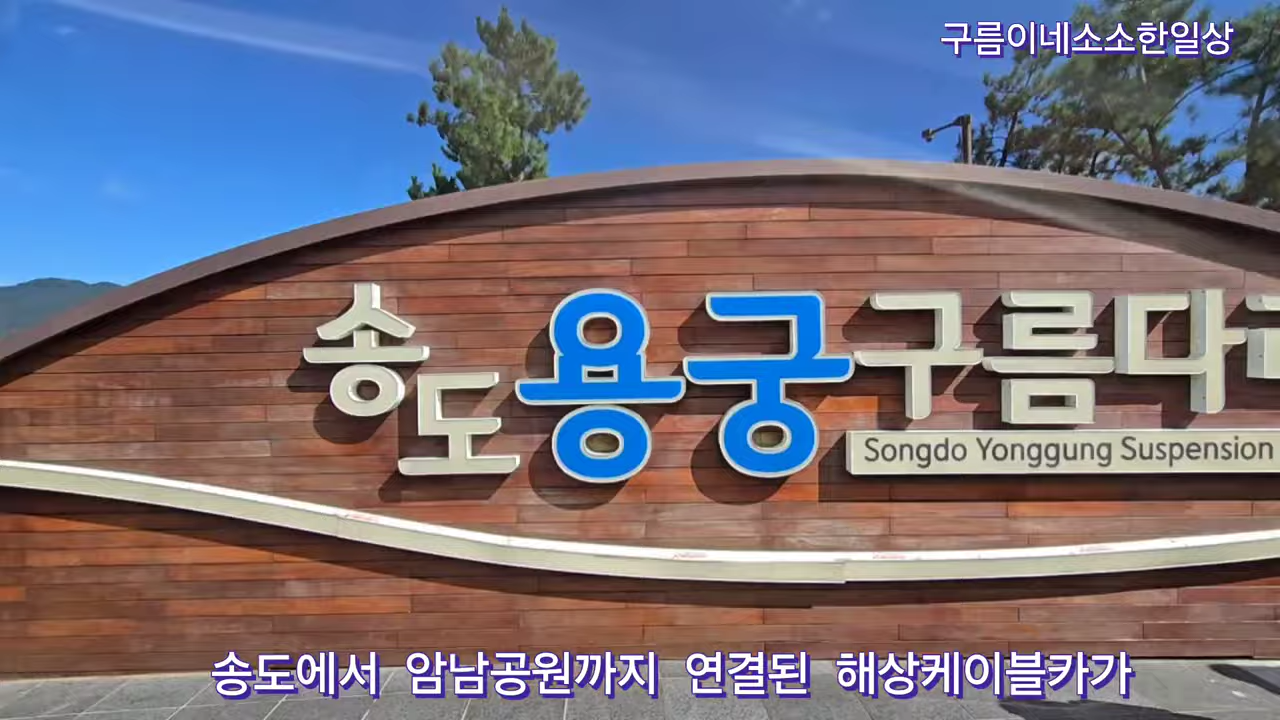 구름이네소소한일상
송도용궁구름다
Songdo Yonggung Suspension
송도에서 암남공원까지 연결된 해상케이블카가